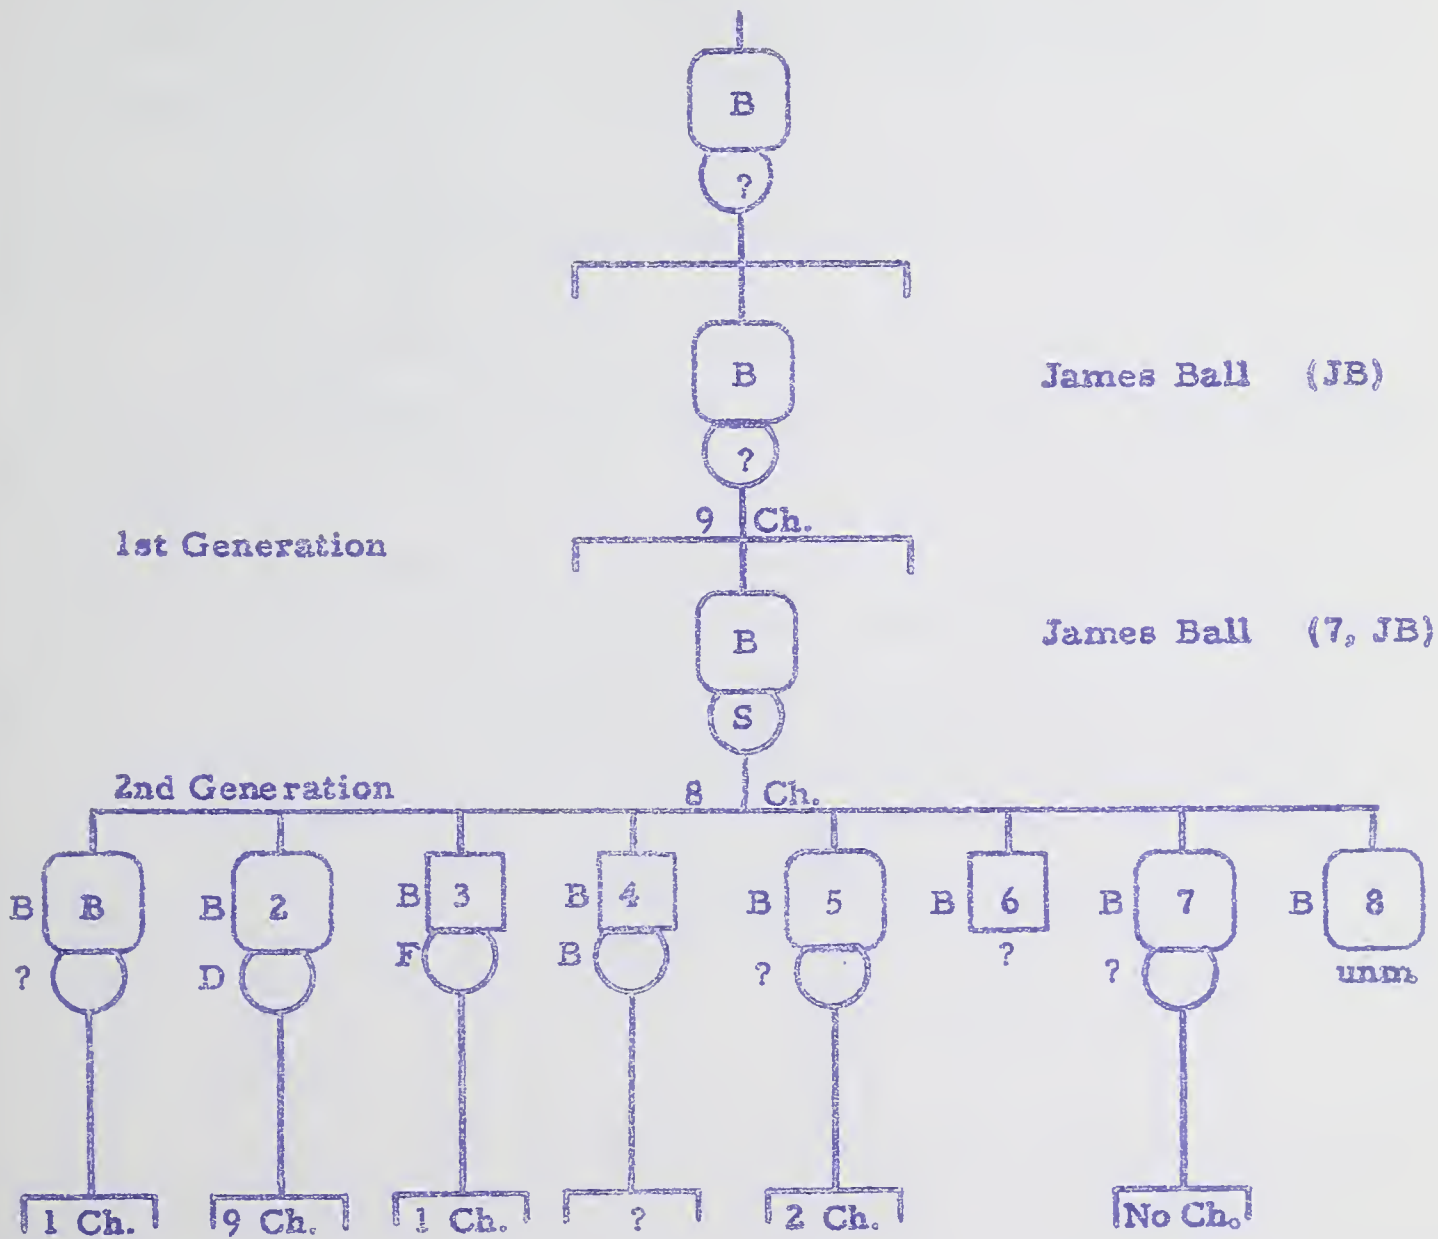 B
?
B James Ball (JB)
?
9 Ch.
1st Generation
B James Ball (7, JB)
S
2nd Generation 8 Ch.
B B B 2 B 3 B 4 B 5 B 6 B 7 B 8
? D F B ? ? ? unm.
1 Ch. 9 Ch. 1 Ch. ? 2 Ch. No Ch.